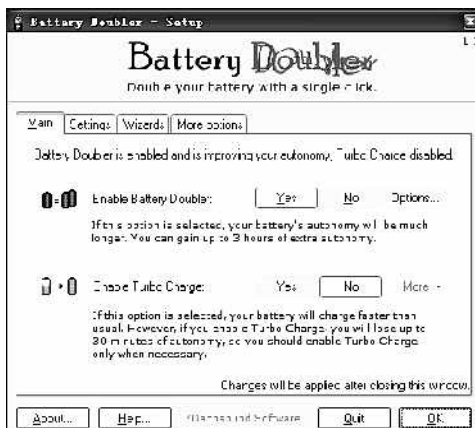 Battery Doubler - Setup
Battery Doubler
Double your battery with a single click.
Main Settings Wizards More options
Battery Doubler is enabled and is improving your autonomy, Turbo Charge disabled.
Enable Battery Doubler: Yes No Options...
If this option is selected, your battery's autonomy will be much
longer. You can gain up to 3 hours of extra autonomy.
Enable Turbo Charge: Yes No More
If this option is selected, your battery will charge faster than
usual. However, if you enable Turbo Charge, you will lose up to
30 minutes of autonomy, so you should enable Turbo Charge
only when necessary.
Changes will be applied after closing this window.
About... Help... Software Quit OK